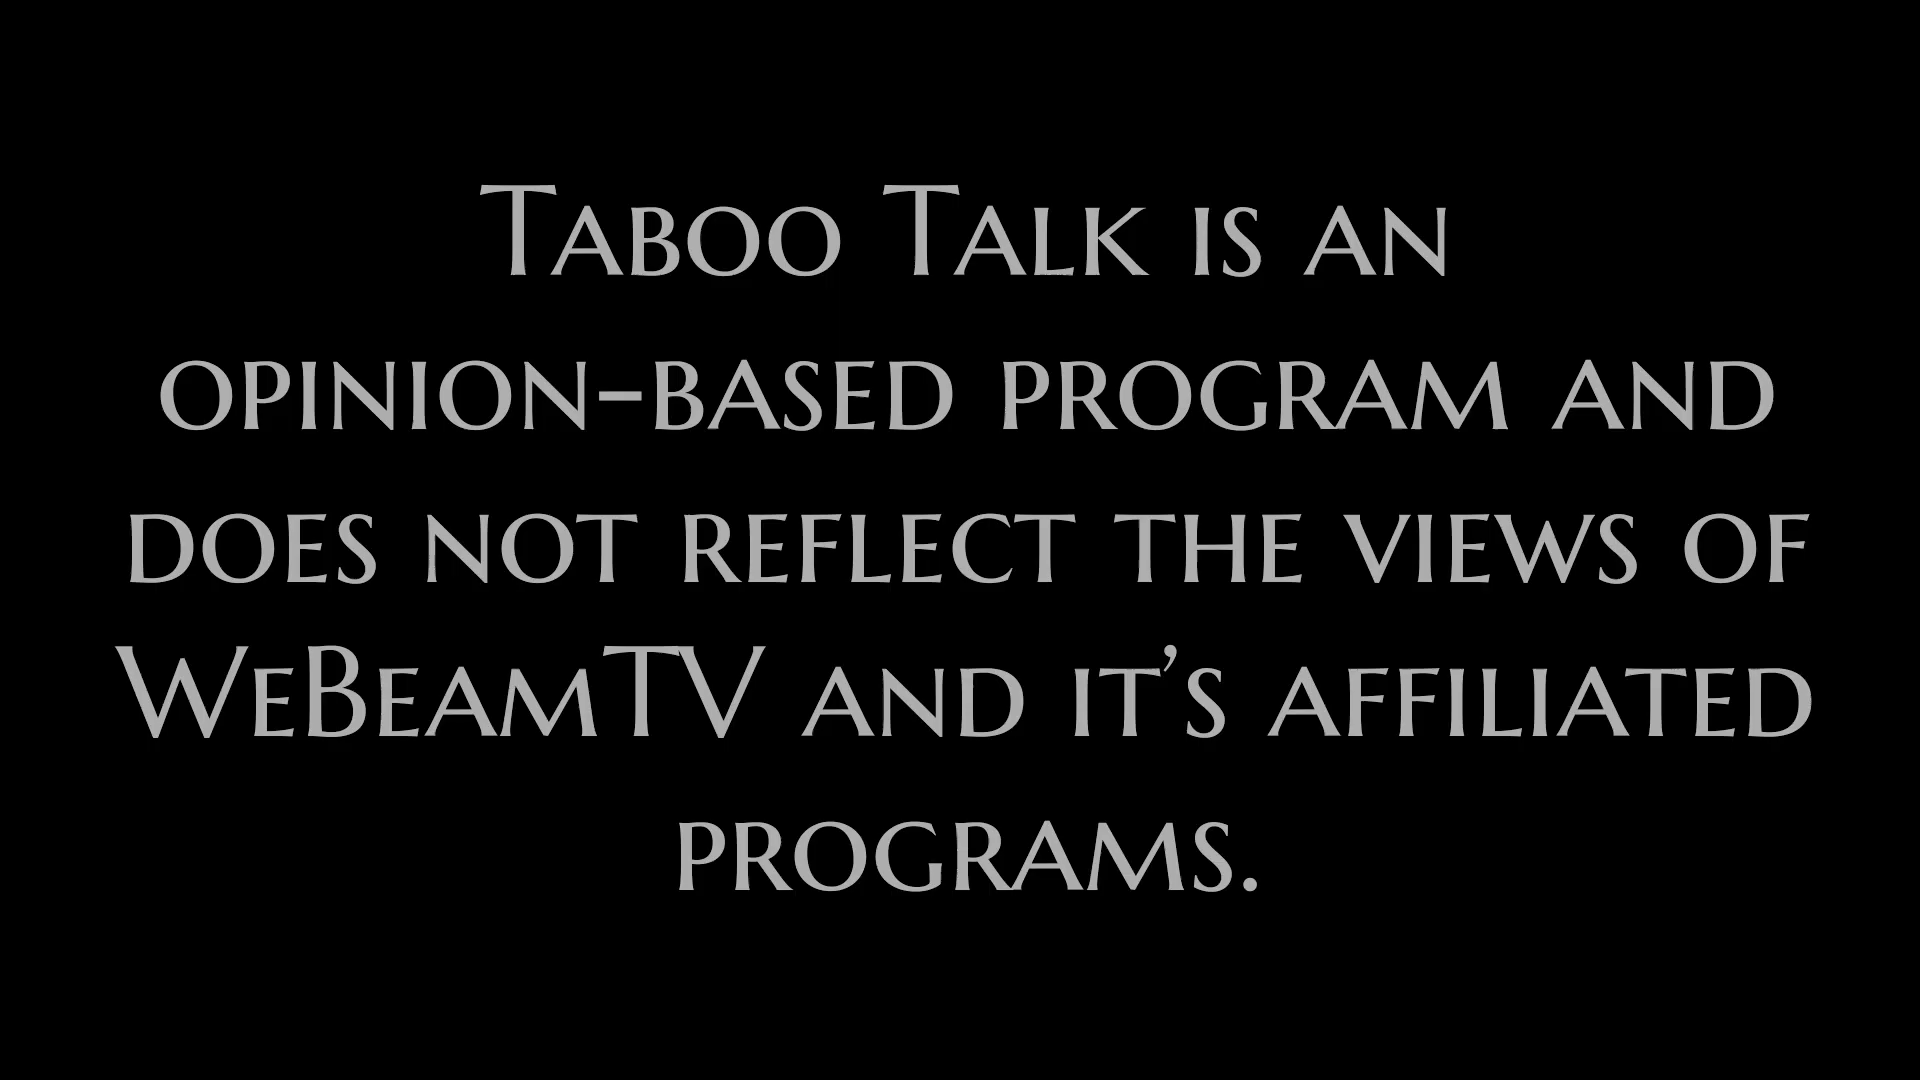 Taboo Talk is an
opinion-based program and
does not reflect the views of
WeBeamTV and it’s affiliated
programs.